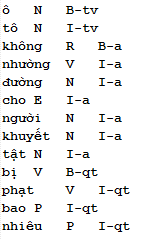 ô N B-tv
tô N I-tv
không R B-a
nhường V I-a
đường N I-a
cho E I-a
người N I-a
khuyết N I-a
tật N I-a
bị V B-qt
phạt V I-qt
bao P I-qt
nhiêu P I-qt